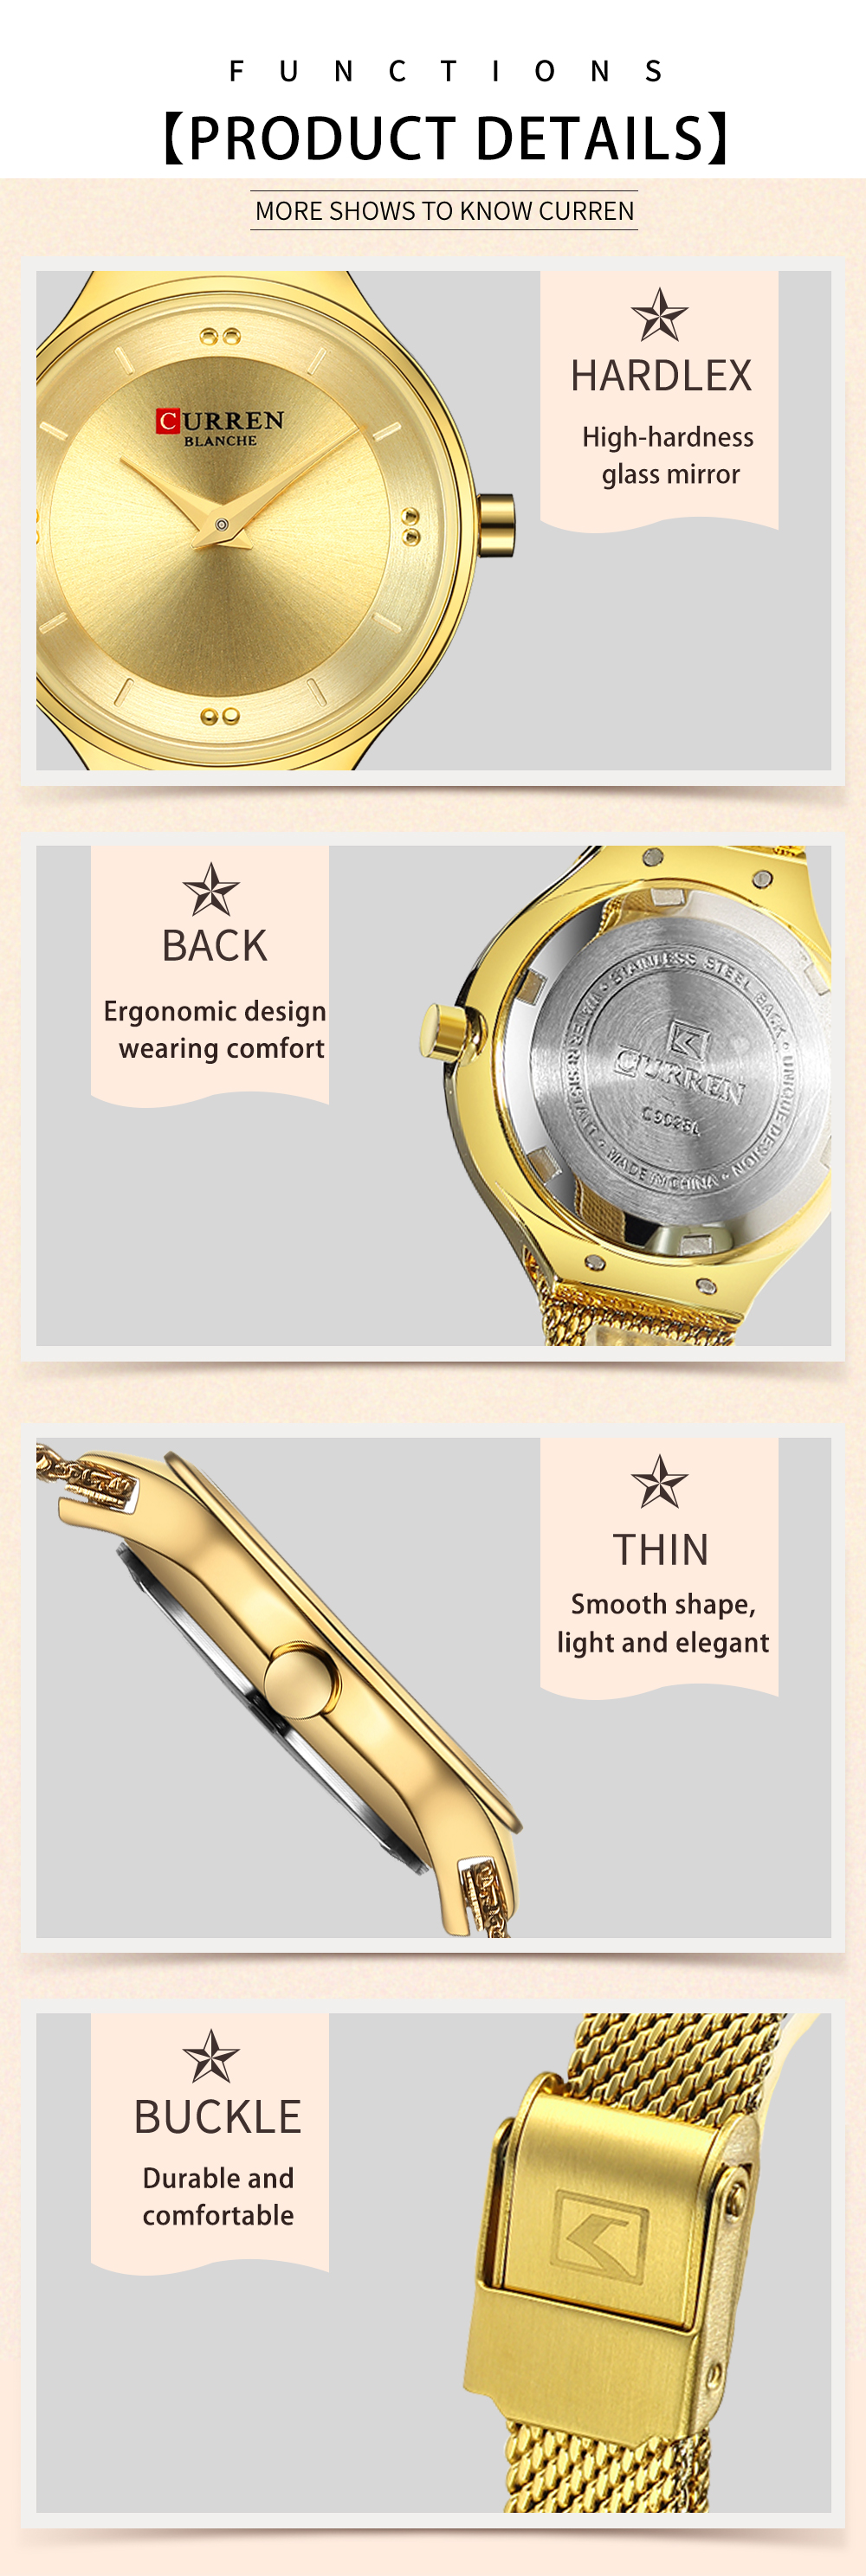 FUNCTIONS
【PRODUCT DETAILS】
MORE SHOWS TO KNOW CURREN
HARDLEX
High-hardness
glass mirror
CURREN
BLANCHE
BACK
Ergonomic design
wearing comfort
WATER RESISTANT • STAINLESS STEEL BACK • UNIQUE DESIGN • MADE IN CHINA •
CURREN
THIN
Smooth shape,
light and elegant
BUCKLE
Durable and
comfortable